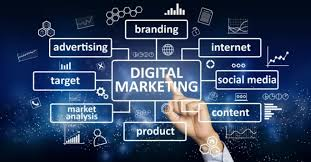 branding
advertising
internet
target
DIGITAL
MARKETING
social media
market
analysis
content
product